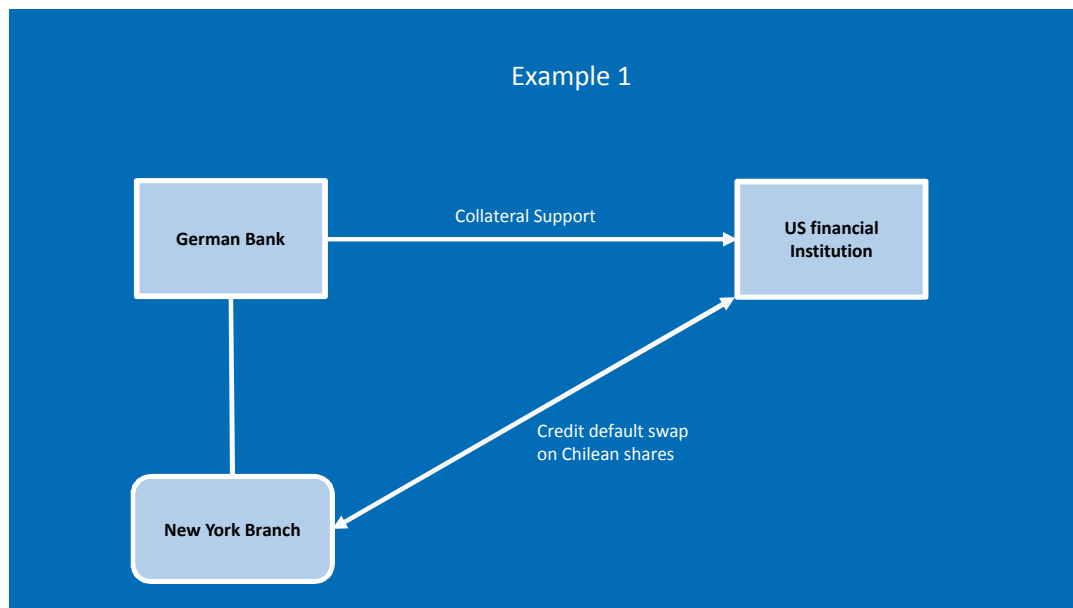 Example 1
German Bank
Collateral Support
US financial
Institution
Credit default swap
on Chilean shares
New York Branch